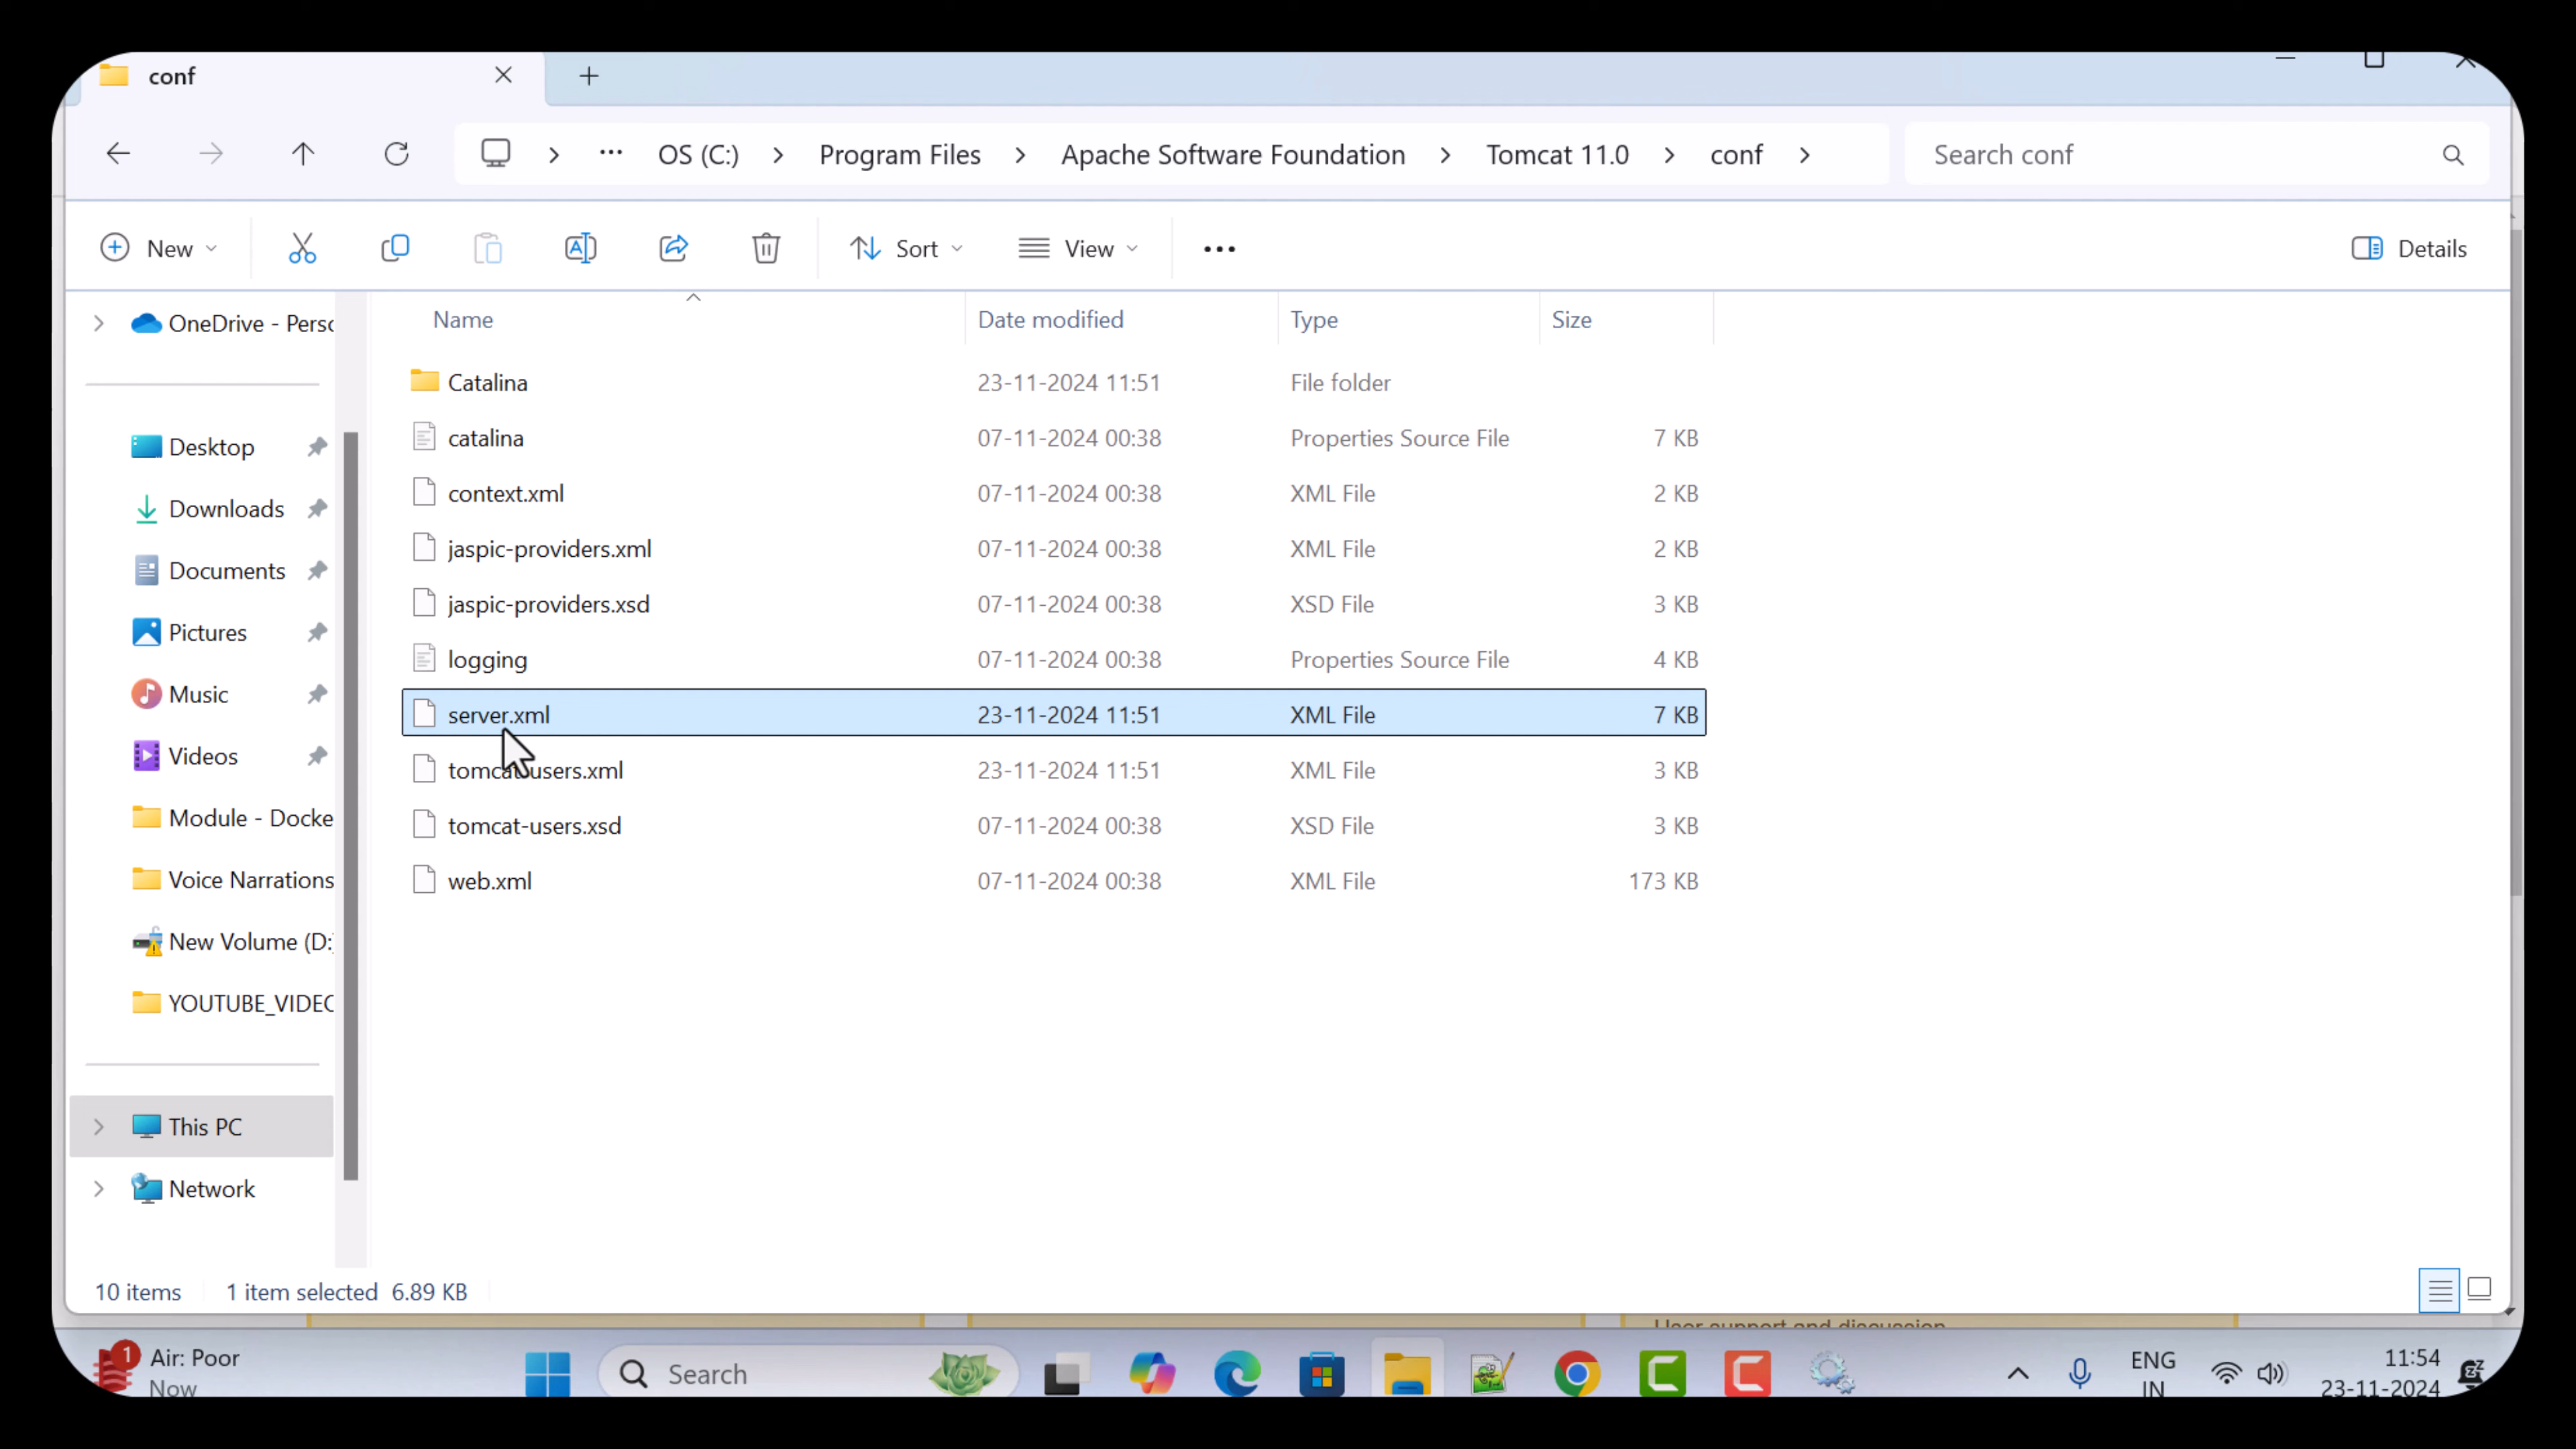 conf
OS (C:) Program Files Apache Software Foundation Tomcat 11.0 conf
Search conf
New Sort View Details
Name Date modified Type Size
OneDrive - Perso
Desktop
Downloads
Documents
Pictures
Music
Videos
Module - Docke
Voice Narrations
New Volume (D:
YOUTUBE_VIDEO
This PC
Network
Catalina 23-11-2024 11:51 File folder
catalina 07-11-2024 00:38 Properties Source File 7 KB
context.xml 07-11-2024 00:38 XML File 2 KB
jaspic-providers.xml 07-11-2024 00:38 XML File 2 KB
jaspic-providers.xsd 07-11-2024 00:38 XSD File 3 KB
logging 07-11-2024 00:38 Properties Source File 4 KB
server.xml 23-11-2024 11:51 XML File 7 KB
tomcat-users.xml 23-11-2024 11:51 XML File 3 KB
tomcat-users.xsd 07-11-2024 00:38 XSD File 3 KB
web.xml 07-11-2024 00:38 XML File 173 KB
10 items 1 item selected 6.89 KB
User support and discussion
1
Air: Poor
Now
Search
ENG
IN
11:54
23-11-2024